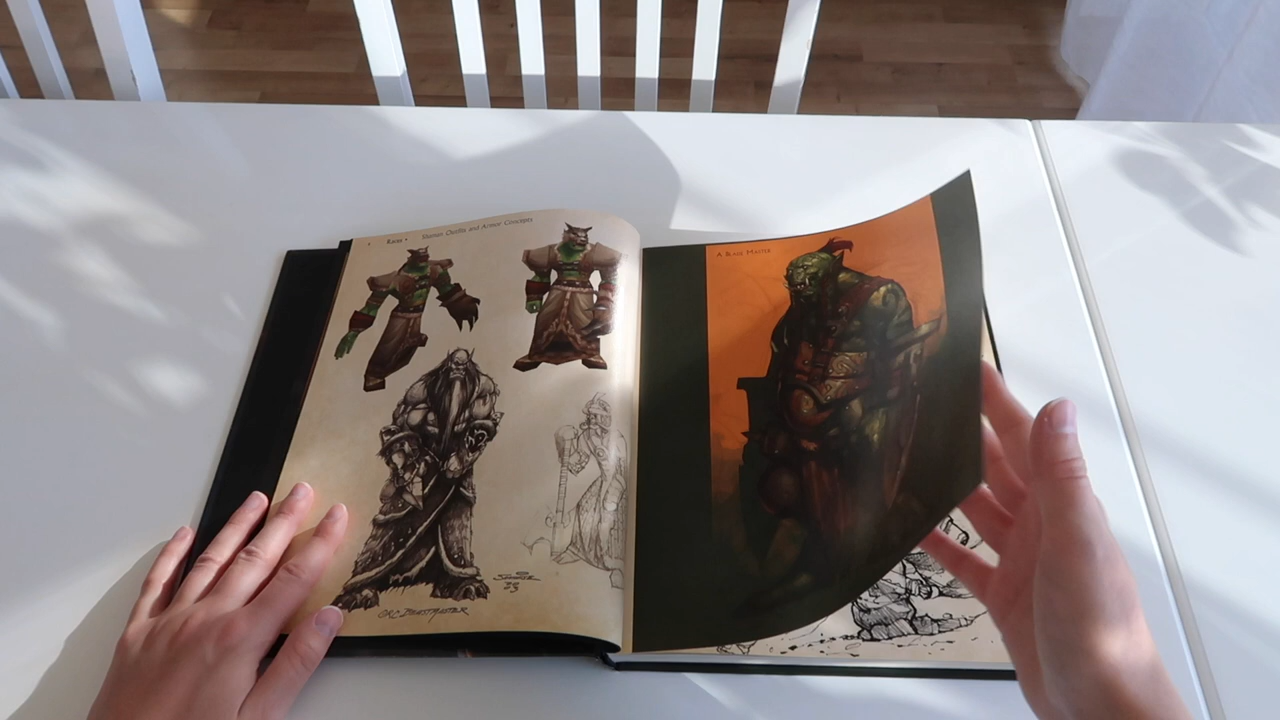 • Races • Shaman Outfits and Armor Concepts
ORC BEASTMASTER
A Blade Master